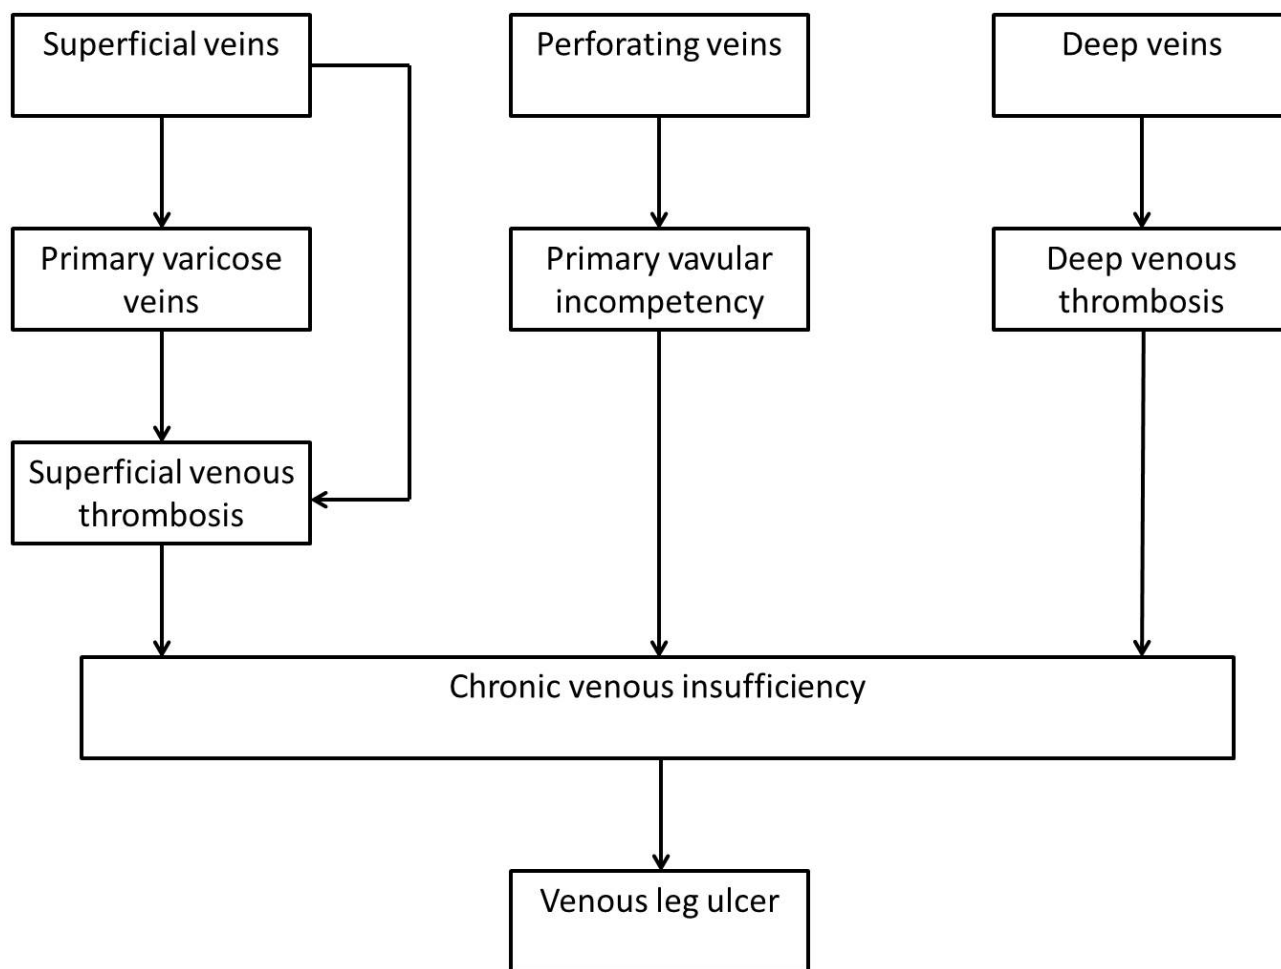 Superficial veins
Perforating veins
Deep veins
Primary varicose
veins
Primary vavular
incompetency
Deep venous
thrombosis
Superficial venous
thrombosis
Chronic venous insufficiency
Venous leg ulcer